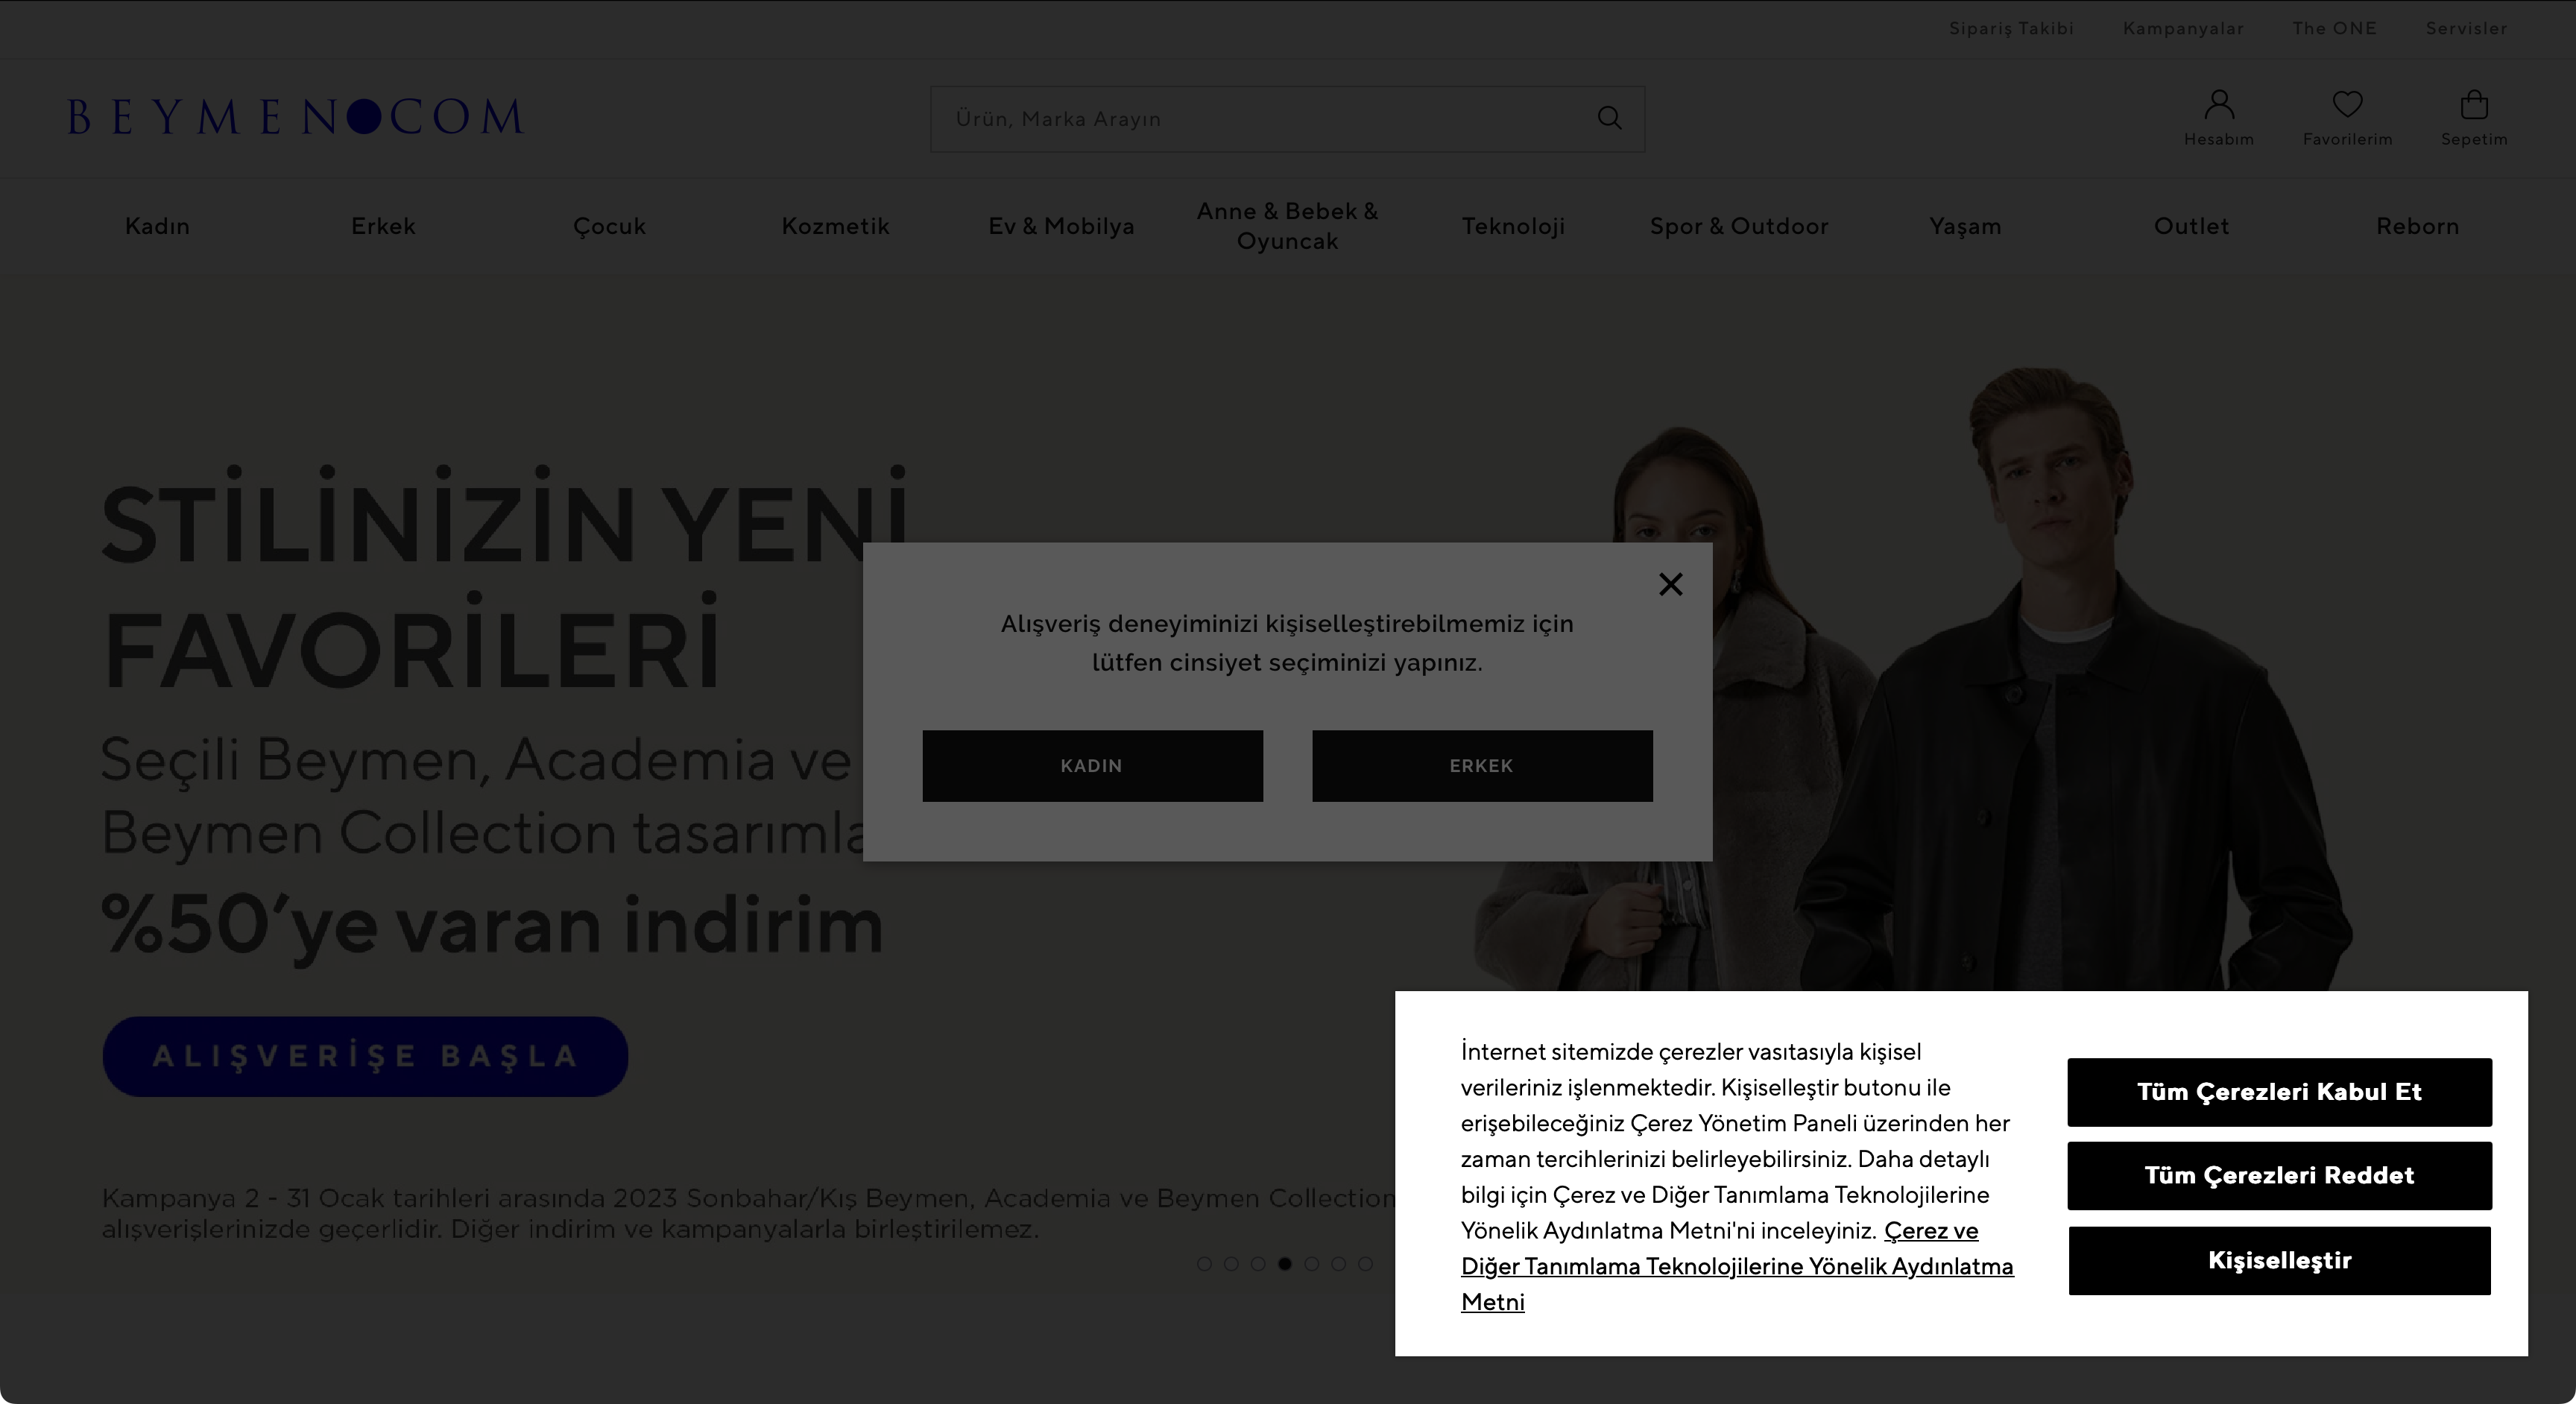 Sipariş Takibi Kampanyalar The ONE Servisler
BEYMEN●COM
Ürün, Marka Arayın
Hesabım Favorilerim Sepetim
Kadın Erkek Çocuk Kozmetik Ev & Mobilya Anne & Bebek & Oyuncak Teknoloji Spor & Outdoor Yaşam Outlet Reborn
STİLİNİZİN YENİ
FAVORİLERİ
Seçili Beymen, Academia ve
Beymen Collection
%50'ye varan indirim
ALIŞVERİŞE BAŞLA
Kampanya 2 - 31 Ocak tarihleri arasında 2023 Sonbahar/Kış Beymen, Academia ve Beymen Collection
alışverişlerinizde geçerlidir. Diğer indirim ve kampanyalarla birleştirilemez.
Alışveriş deneyiminizi kişiselleştirebilmemiz için
lütfen cinsiyet seçiminizi yapınız.
KADIN ERKEK
İnternet sitemizde çerezler vasıtasıyla kişisel
verileriniz işlenmektedir. Kişiselleştir butonu ile
erişebileceğiniz Çerez Yönetim Paneli üzerinden her
zaman tercihlerinizi belirleyebilirsiniz. Daha detaylı
bilgi için Çerez ve Diğer Tanımlama Teknolojilerine
Yönelik Aydınlatma Metni'ni inceleyiniz. Çerez ve
Diğer Tanımlama Teknolojilerine Yönelik Aydınlatma
Metni
Tüm Çerezleri Kabul Et
Tüm Çerezleri Reddet
Kişiselleştir